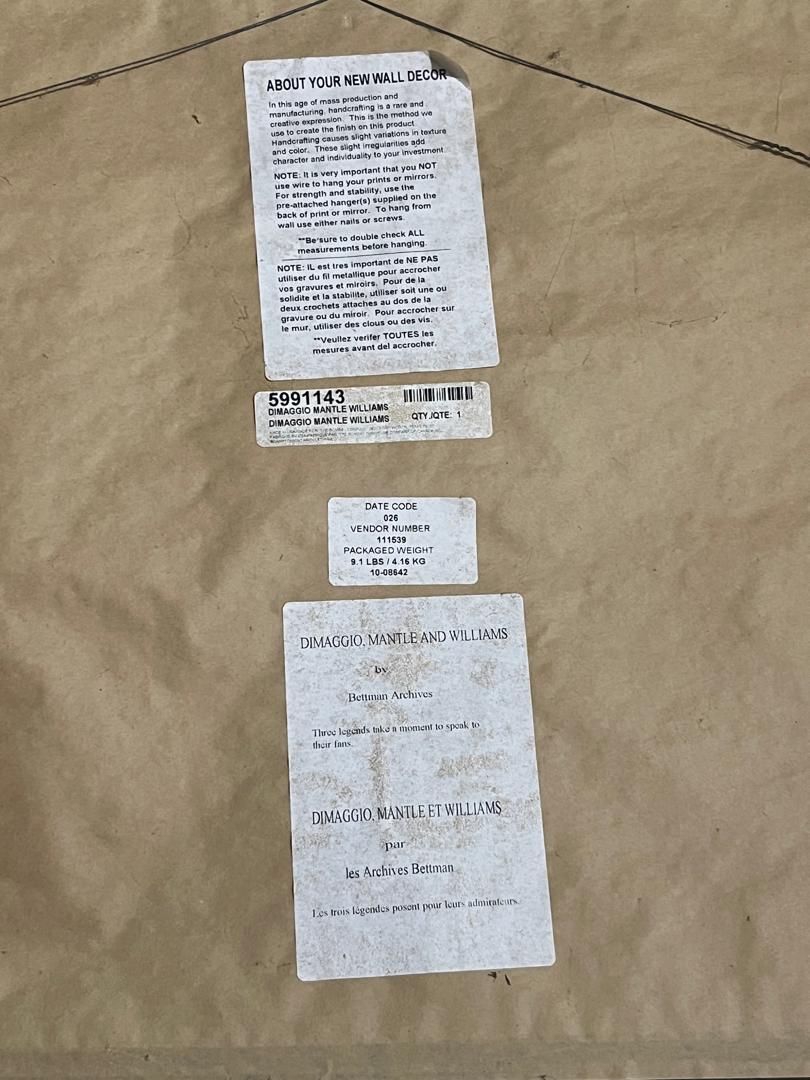 ABOUT YOUR NEW WALL DECOR
In this age of mass production and
manufacturing, handcrafting is a rare and
creative expression. This is the method we
use to create the finish on this product.
Handcrafting causes slight variations in texture
and color. These slight irregularities add
character and individuality to your investment.
NOTE: It is very important that you NOT
use wire to hang your prints or mirrors.
For strength and stability, use the
pre-attached hanger(s) supplied on the
back of print or mirror. To hang from
wall use either nails or screws.
**Be sure to double check ALL
measurements before hanging.
NOTE: IL est tres important de NE PAS
utiliser du fil metallique pour accrocher
vos gravures et miroirs. Pour de la
solidite et la stabilite, utiliser soit une ou
deux crochets attaches au dos de la
gravure ou du miroir. Pour accrocher sur
le mur, utiliser des clous ou des vis.
**Veullez verifer TOUTES les
mesures avant del accrocher.
5991143
DIMAGGIO MANTLE WILLIAMS
DIMAGGIO MANTLE WILLIAMS QTY./QTE: 1
DATE CODE
026
VENDOR NUMBER
111539
PACKAGED WEIGHT
9.1 LBS / 4.16 KG
10-08642
DIMAGGIO, MANTLE AND WILLIAMS
by
Bettman Archives
Three legends take a moment to speak to
their fans.
DIMAGGIO, MANTLE ET WILLIAMS
par
les Archives Bettman
Les trois légendes posent pour leurs admirateurs.